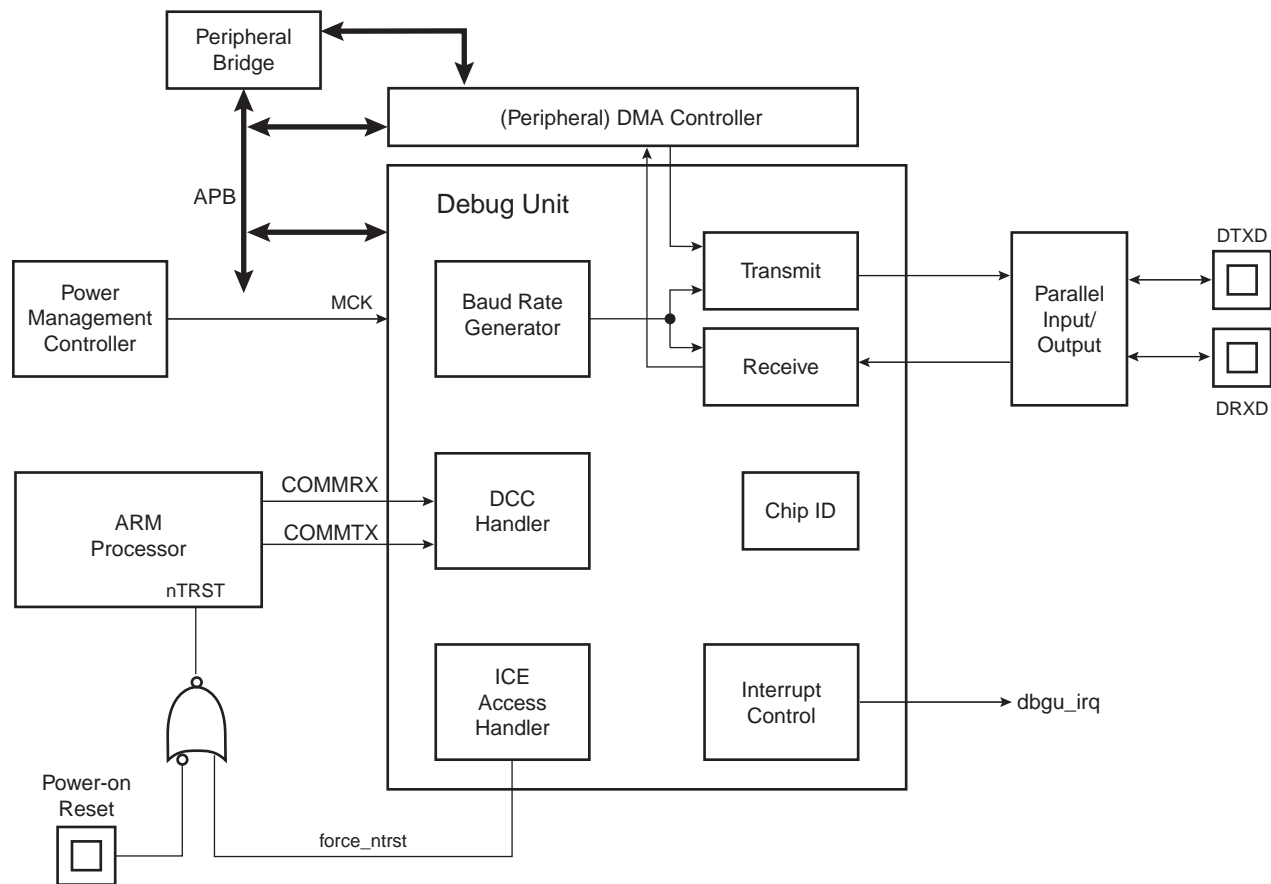 Peripheral
Bridge
(Peripheral) DMA Controller
APB
Debug Unit
Power
Management
Controller
MCK
Baud Rate
Generator
Transmit
Receive
Parallel
Input/
Output
DTXD
DRXD
ARM
Processor
nTRST
COMMRX
COMMTX
DCC
Handler
Chip ID
ICE
Access
Handler
Interrupt
Control
dbgu_irq
Power-on
Reset
force_ntrst